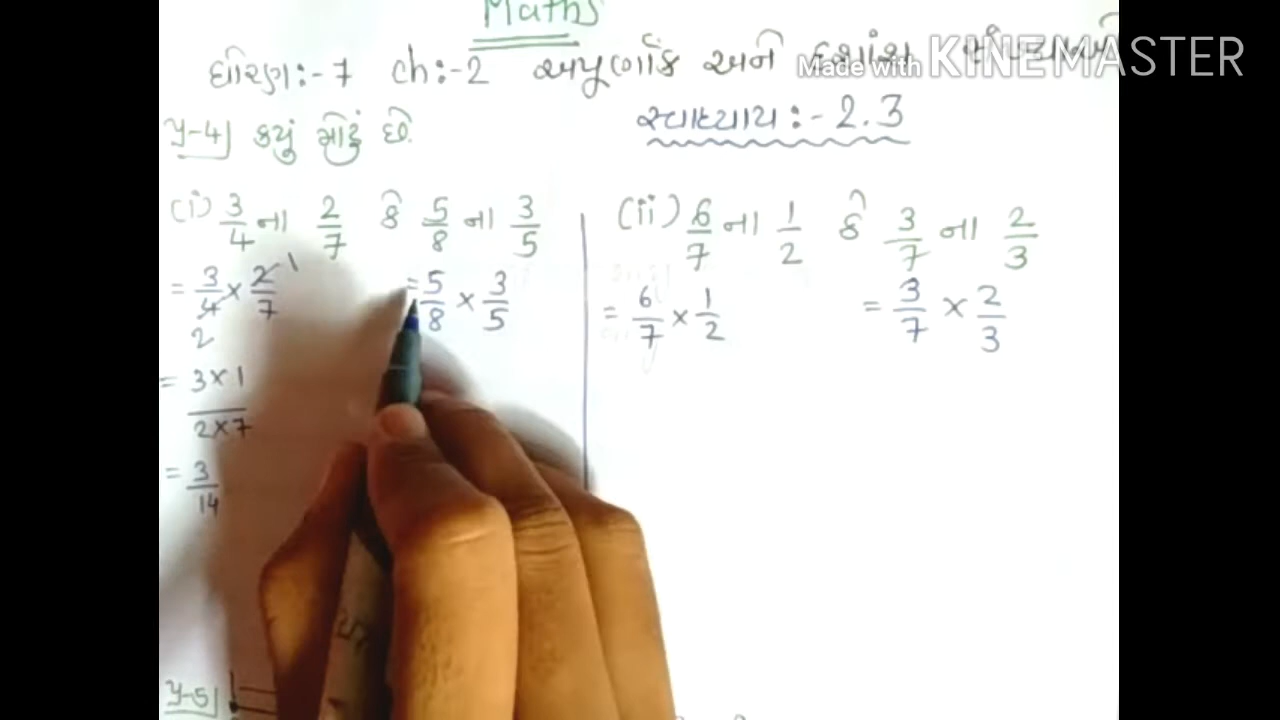 Maths
ધોરણ:-7 ch:-2 અપૂર્ણાંક અને દશાંશ
Made with KINEMASTER
સ્વાધ્યાય:-2.3
પ્ર-4] કયું મોટું છે.
(i) 3/4 ના 2/7 કે 5/8 ના 3/5
= 3/4 × 2/7 1
2
= 3×1/2×7
= 3/14
= 5/8 × 3/5
(ii) 6/7 ના 1/2 કે 3/7 ના 2/3
= 6/7 × 1/2 = 3/7 × 2/3
પ્ર-5]